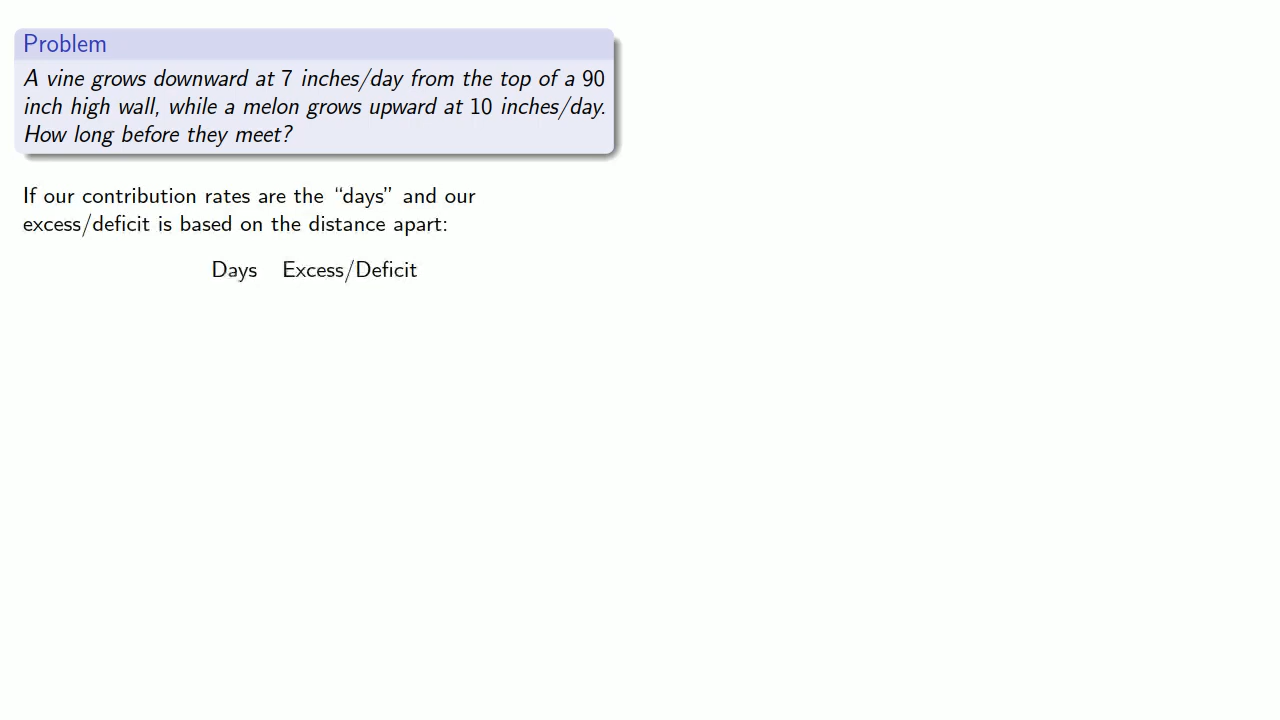 Problem
A vine grows downward at 7 inches/day from the top of a 90
inch high wall, while a melon grows upward at 10 inches/day.
How long before they meet?
If our contribution rates are the “days” and our
excess/deficit is based on the distance apart:
Days Excess/Deficit